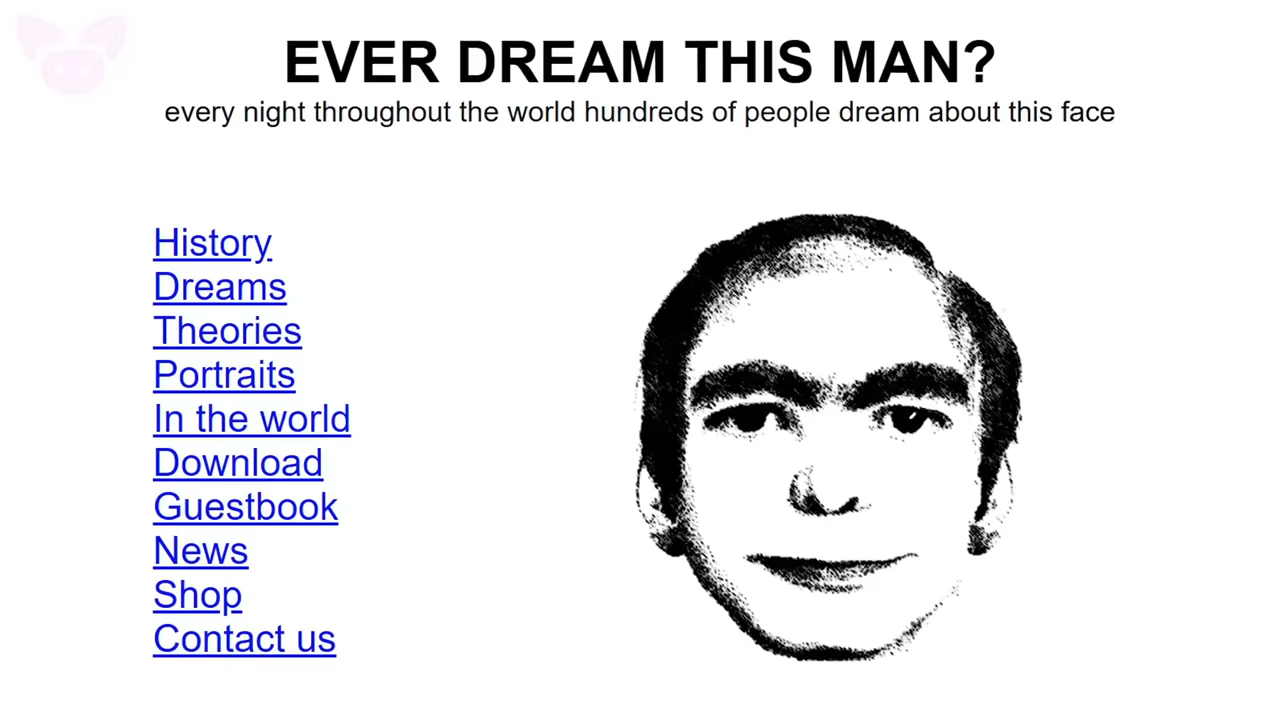 EVER DREAM THIS MAN?
every night throughout the world hundreds of people dream about this face
History
Dreams
Theories
Portraits
In the world
Download
Guestbook
News
Shop
Contact us